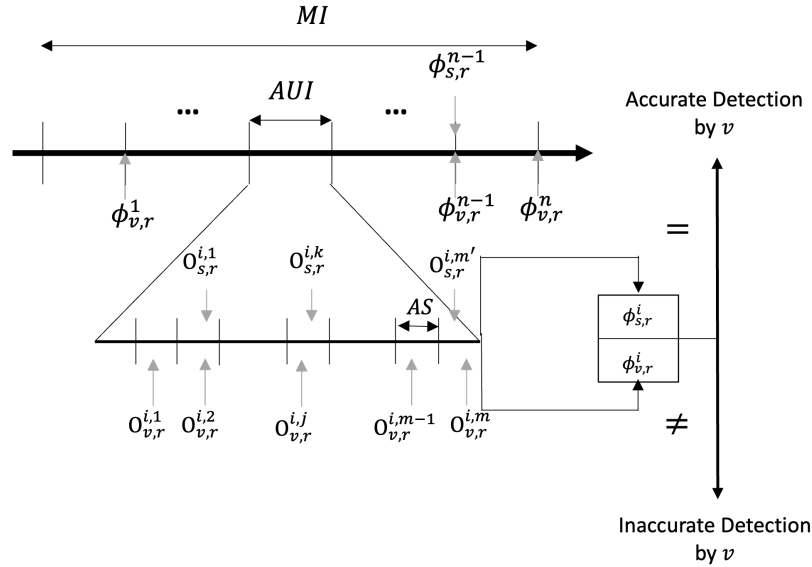 MI
ϕ_{s,r}^{n-1}
... AUI ...
ϕ_{v,r}^{1} ϕ_{v,r}^{n-1} ϕ_{v,r}^{n}
Accurate Detection
by v
=
O_{s,r}^{i,1} O_{s,r}^{i,k} O_{s,r}^{i,m'}
AS
ϕ_{s,r}^{i}
ϕ_{v,r}^{i}
O_{v,r}^{i,1} O_{v,r}^{i,2} O_{v,r}^{i,j} O_{v,r}^{i,m-1} O_{v,r}^{i,m}
≠
Inaccurate Detection
by v